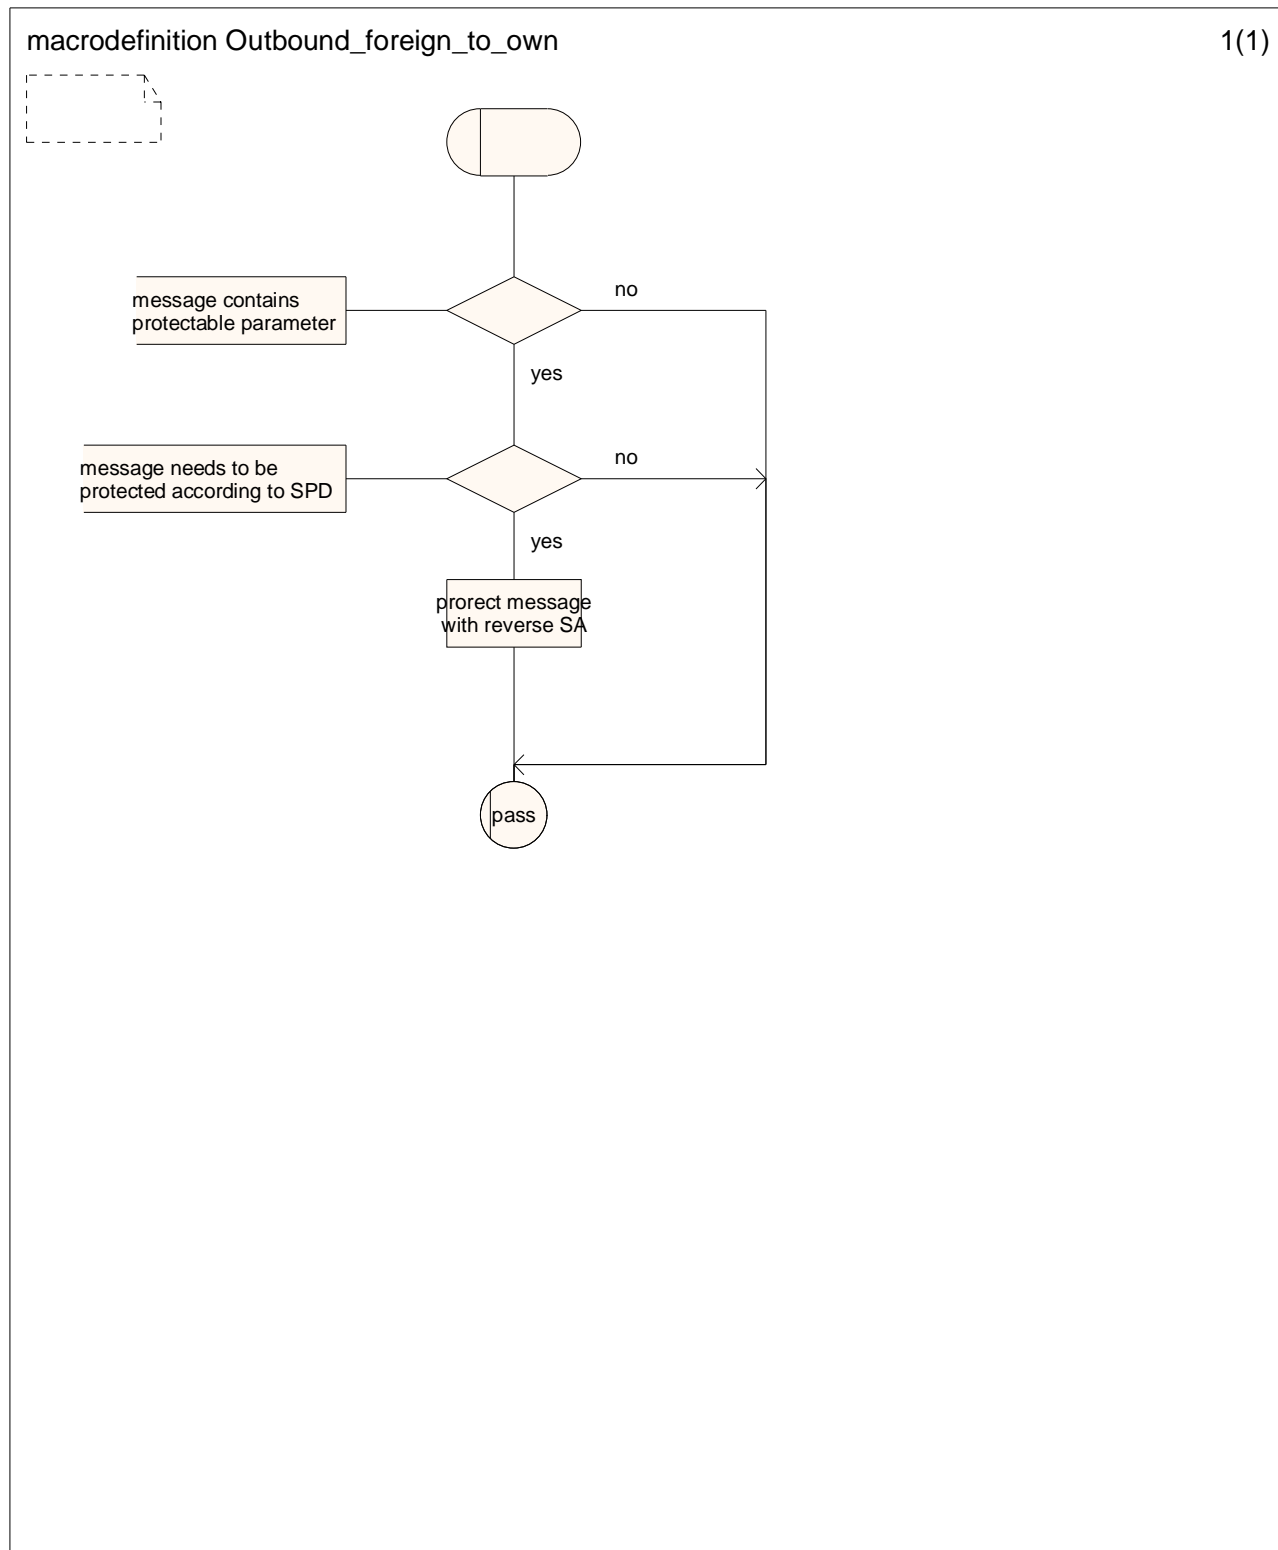 macrodefinition Outbound_foreign_to_own
1(1)
no
message contains
protectable parameter
yes
no
message needs to be
protected according to SPD
yes
prorect message
with reverse SA
pass